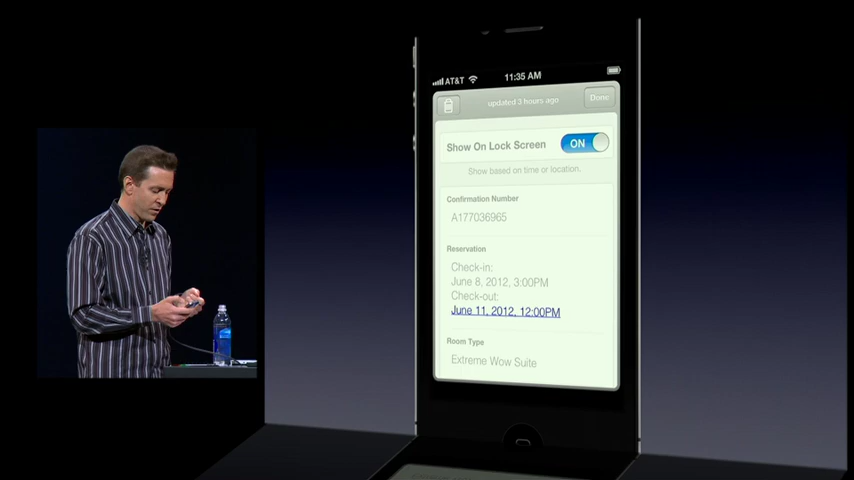 AT&T
11:35 AM
updated 3 hours ago
Done
Show On Lock Screen
ON
Show based on time or location.
Confirmation Number
A177036965
Reservation
Check-in:
June 8, 2012, 3:00PM
Check-out:
June 11, 2012, 12:00PM
Room Type
Extreme Wow Suite